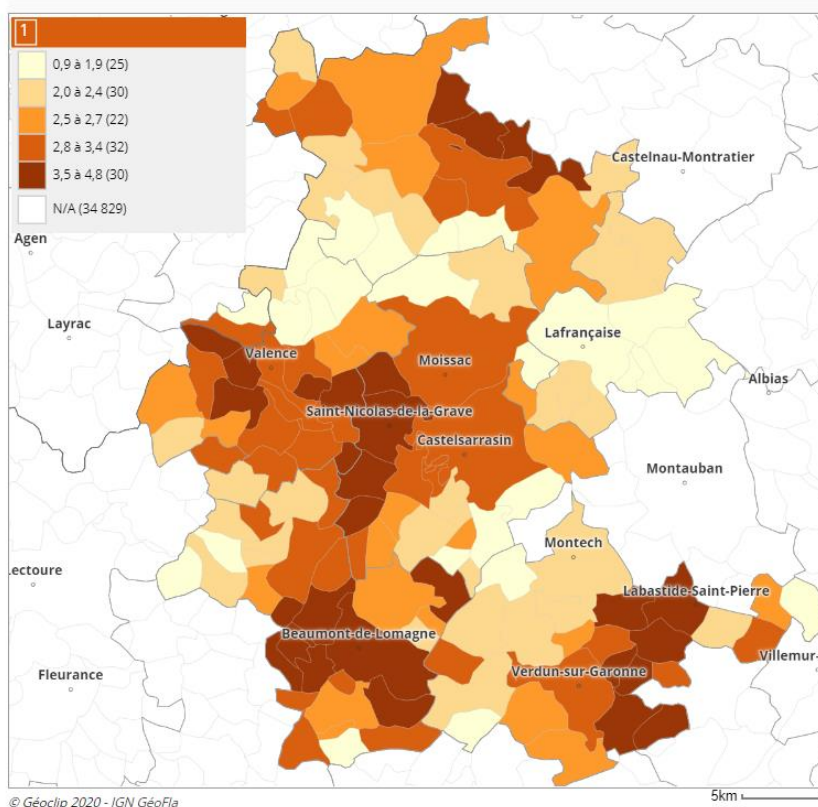 1
0,9 à 1,9 (25)
2,0 à 2,4 (30)
2,5 à 2,7 (22)
2,8 à 3,4 (32)
3,5 à 4,8 (30)
N/A (34 829)
Castelnau-Montratier
Agen
Layrac
Lafrançaise
Valence
Moissac
Albias
Saint-Nicolas-de-la-Grave
Castelsarrasin
Montauban
Montech
Lectoure
Labastide-Saint-Pierre
Beaumont-de-Lomagne
Villemur-
Fleurance
Verdun-sur-Garonne
5km
© Géoclip 2020 - IGN GéoFla